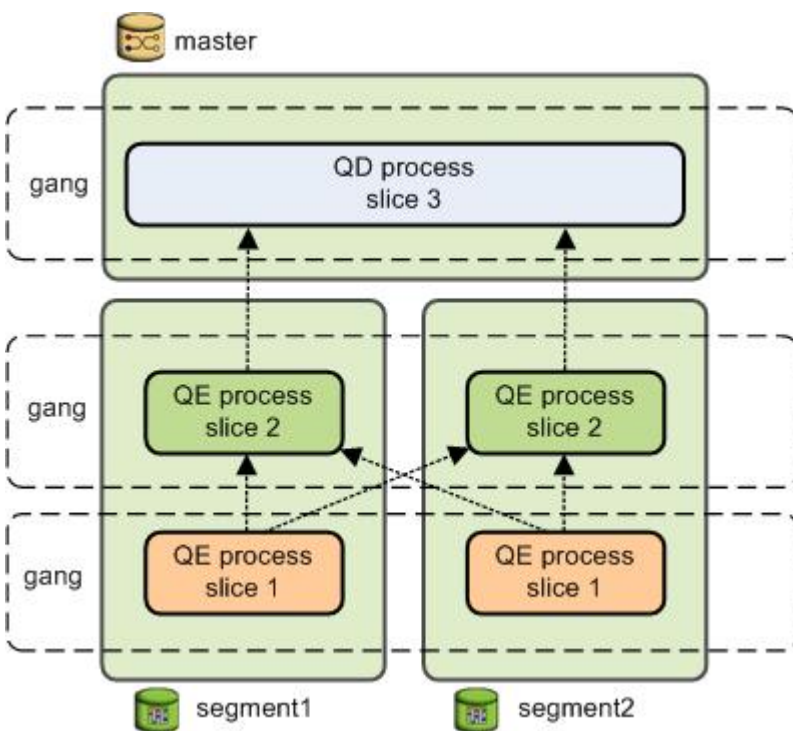 master
gang
QD process
slice 3
gang
QE process
slice 2
QE process
slice 2
gang
QE process
slice 1
QE process
slice 1
segment1
segment2